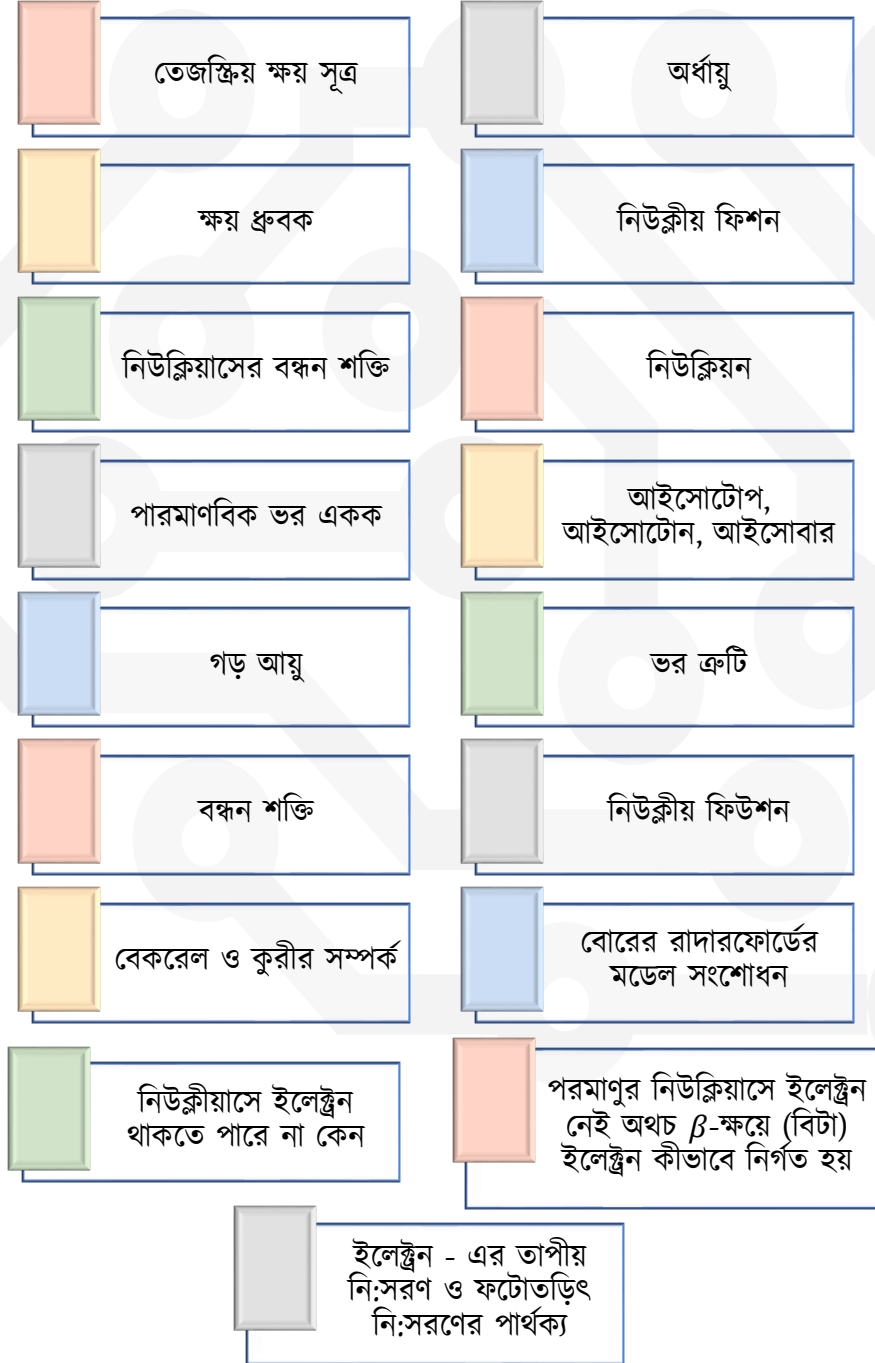 তেজস্ক্রিয় ক্ষয় সূত্র
অর্ধায়ু
ক্ষয় ধ্রুবক
নিউক্লীয় ফিশন
নিউক্লিয়াসের বন্ধন শক্তি
নিউক্লিয়ন
পারমাণবিক ভর একক
আইসোটোপ,
আইসোটোন, আইসোবার
গড় আয়ু
ভর ত্রুটি
বন্ধন শক্তি
নিউক্লীয় ফিউশন
বেকরেল ও কুরীর সম্পর্ক
বোরের রাদারফোর্ডের
মডেল সংশোধন
নিউক্লীয়াসে ইলেক্ট্রন
থাকতে পারে না কেন
পরমাণুর নিউক্লিয়াসে ইলেক্ট্রন
নেই অথচ β-ক্ষয়ে (বিটা)
ইলেক্ট্রন কীভাবে নির্গত হয়
ইলেক্ট্রন - এর তাপীয়
নি:সরণ ও ফটোতড়িৎ
নি:সরণের পার্থক্য